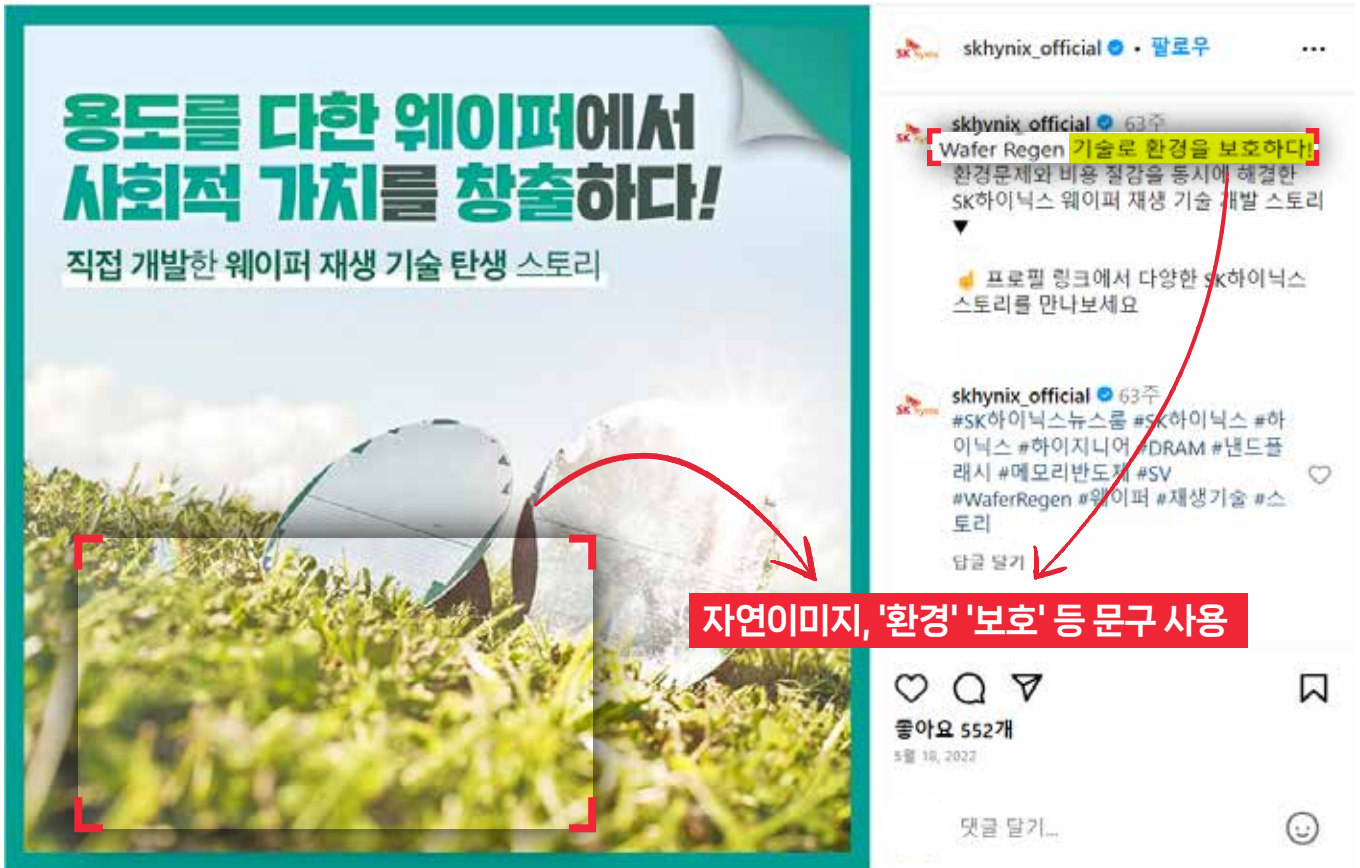 용도를 다한 웨이퍼에서
사회적 가치를 창출하다!
직접 개발한 웨이퍼 재생 기술 탄생 스토리
SK hynix
skhynix_official • 팔로우
SK hynix
skhynix_official 63주
Wafer Regen 기술로 환경을 보호하다!
환경문제와 비용 절감을 동시에 해결한
SK하이닉스 웨이퍼 재생 기술 개발 스토리
▼
☝ 프로필 링크에서 다양한 SK하이닉스
스토리를 만나보세요
SK hynix
skhynix_official 63주
#SK하이닉스뉴스룸 #SK하이닉스 #하
이닉스 #하이지니어 #DRAM #낸드플
래시 #메모리반도체 #SV
#WaferRegen #웨이퍼 #재생기술 #스
토리
답글 달기
자연이미지, '환경' '보호' 등 문구 사용
좋아요 552개
5월 18, 2022
댓글 달기...